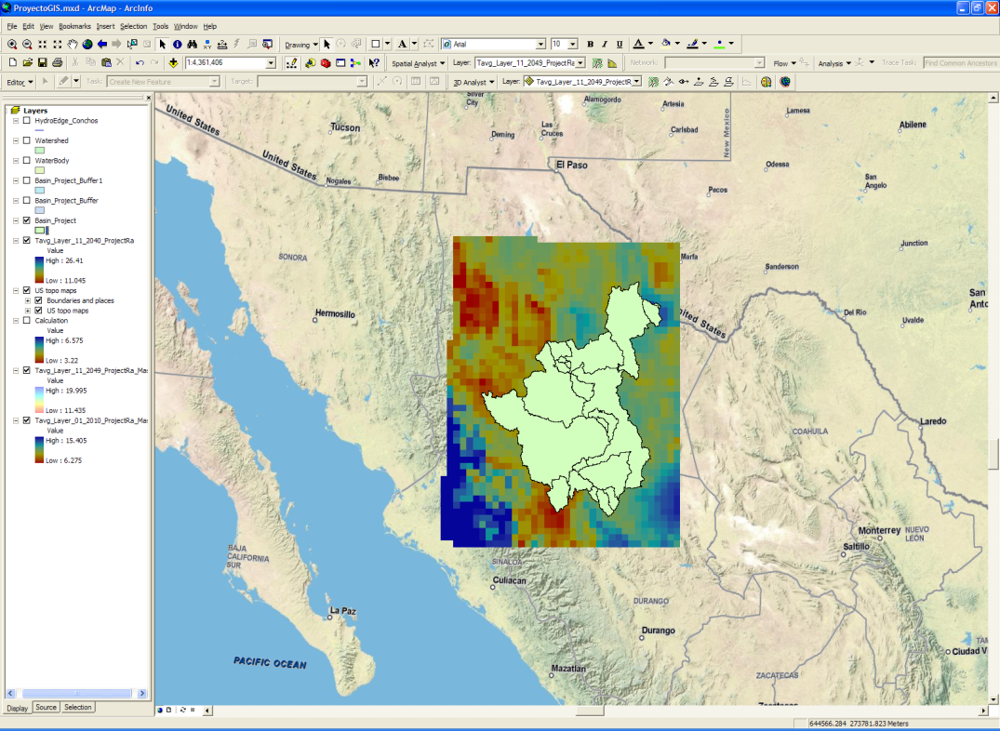 ProyectoGIS.mxd - ArcMap - ArcInfo
File Edit View Bookmarks Insert Selection Tools Window Help
Drawing A Arial 10 B I U A
1:4,361,406 Spatial Analyst Layer: Tavg_Layer_11_2049_ProjectRa Network: Flow Analysis Trace Task: Find Common Ancestors
Editor Task: Create New Feature Target: 3D Analyst Layer: Tavg_Layer_11_2049_ProjectR
Layers
HydroEdge_Conchos
Watershed
WaterBody
Basin_Project_Buffer1
Basin_Project_Buffer
Basin_Project
Tavg_Layer_11_2040_ProjectRa
Value
High : 26.41
Low : 11.045
US topo maps
Boundaries and places
US topo maps
Calculation
Value
High : 6.575
Low : 3.22
Tavg_Layer_11_2049_ProjectRa_Mas
Value
High : 19.995
Low : 11.435
Tavg_Layer_01_2010_ProjectRa_Mas
Value
High : 15.405
Low : 6.275
Display Source Selection
Silver
City
Alamogordo
Artesia
Lamesa
United States
Tucson
Deming
Las
Cruces
Carlsbad
New Mexico
Abilene
United States
Nogales
Bisbee
El Paso
Odessa
San
Angelo
Pecos
SONORA
Marfa
Junction
Sanderson
Hermosillo
United States
Del Rio
Uvalde
San
Anto
COAHUILA
Laredo
Monterrey
NUEVO
LEÓN
Saltillo
BAJA
CALIFORNIA
SUR
SINALOA
Culiacan
La Paz
DURANGO
Durango
TAM
Ciudad V
PACIFIC OCEAN
Mazatlan
ZACATECAS
Zacatecas
644566.284 273781.823 Meters